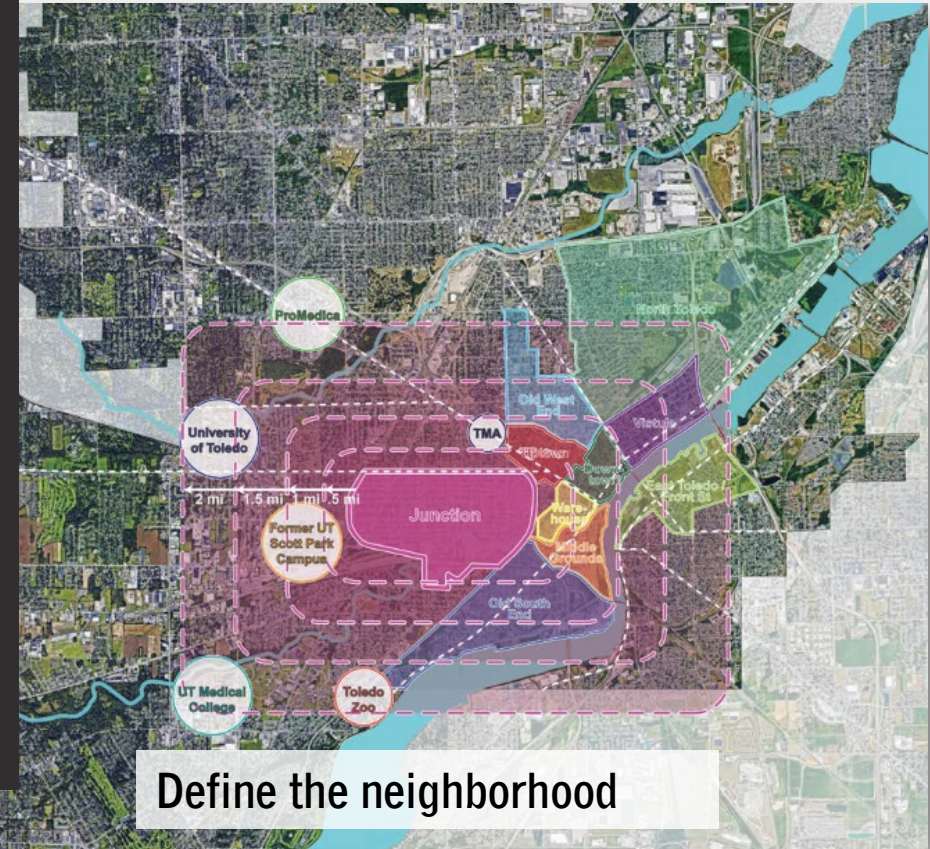 North Toledo
ProMedica
Old West
End
Vistula
University
of Toledo
TMA
Uptown
Down
town
East Toledo /
Front St
2 mi
1.5 mi
1 mi
.5 mi
Junction
Ware-
house
Former UT
Scott Park
Campus
Middle
Grounds
Old South
End
UT Medical
College
Toledo
Zoo
Define the neighborhood